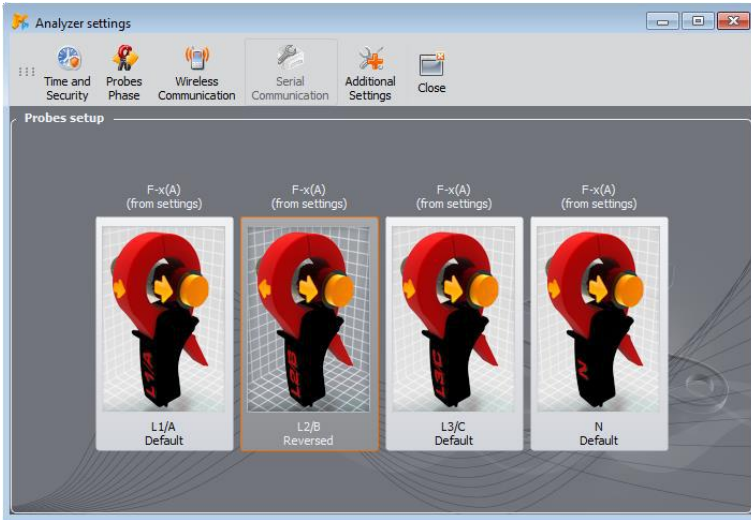 Analyzer settings
Time and
Security
Probes
Phase
Wireless
Communication
Serial
Communication
Additional
Settings
Close
Probes setup
F-x(A)
(from settings)
F-x(A)
(from settings)
F-x(A)
(from settings)
F-x(A)
(from settings)
L1/A
L2/B
L3/C
N
L1/A
Default
L2/B
Reversed
L3/C
Default
N
Default